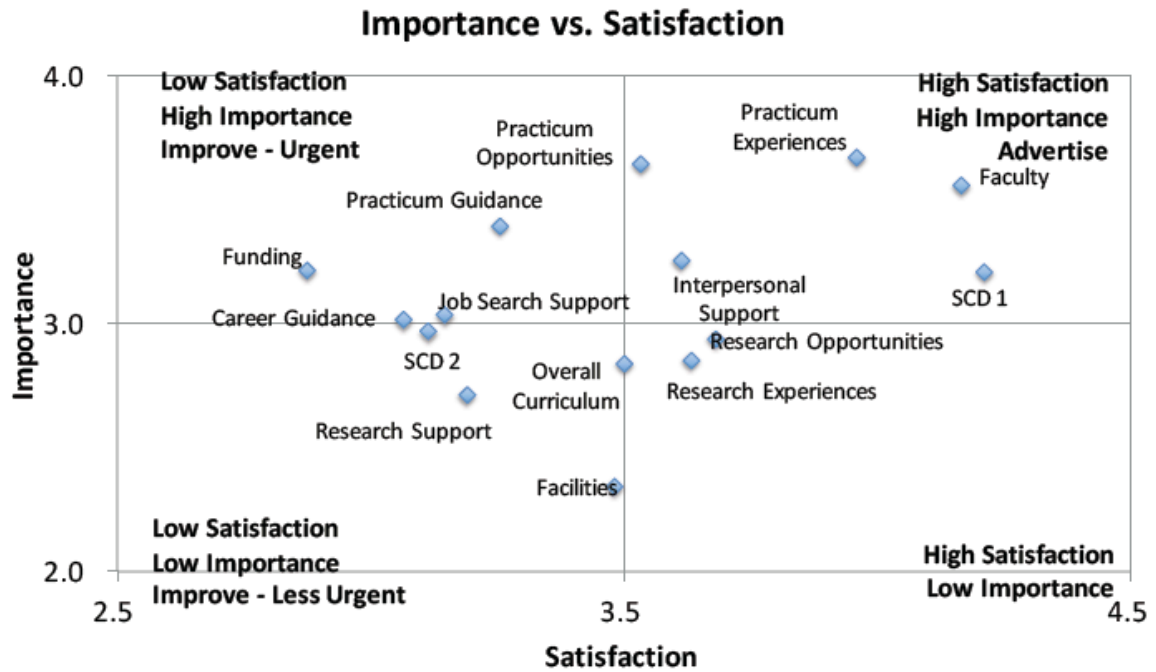 Importance vs. Satisfaction
4.0
Low Satisfaction
High Importance
Improve - Urgent
High Satisfaction
High Importance
Advertise
Practicum
Opportunities
Practicum
Experiences
Faculty
Practicum Guidance
Funding
Interpersonal
Support
SCD 1
Job Search Support
Career Guidance
3.0
SCD 2
Research Opportunities
Overall
Curriculum
Research Experiences
Research Support
Facilities
Low Satisfaction
Low Importance
Improve - Less Urgent
High Satisfaction
Low Importance
2.0
2.5
3.5
4.5
Importance
Satisfaction